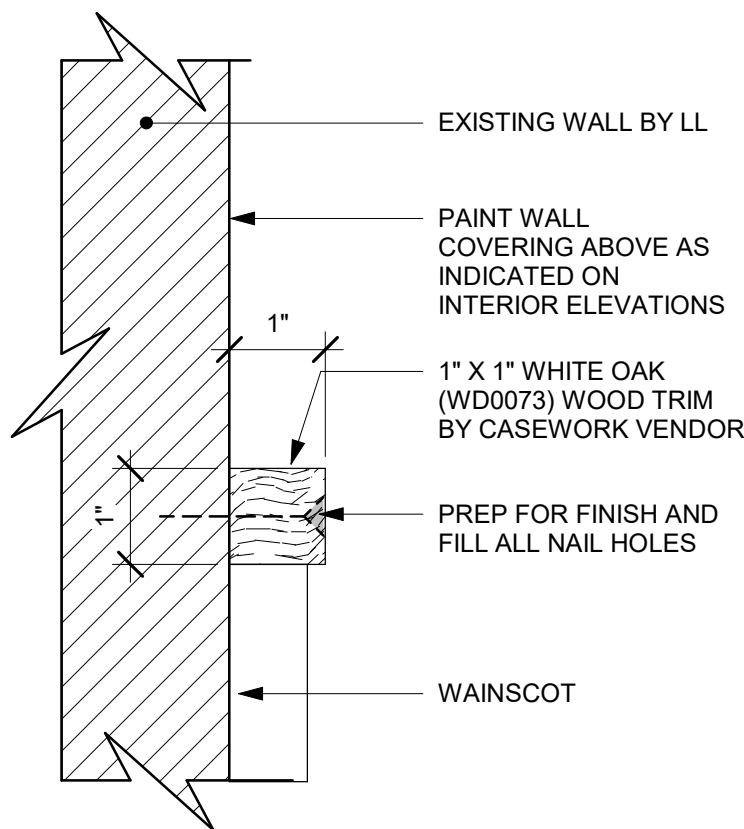 EXISTING WALL BY LL
PAINT WALL
COVERING ABOVE AS
INDICATED ON
INTERIOR ELEVATIONS
1"
1" X 1" WHITE OAK
(WD0073) WOOD TRIM
BY CASEWORK VENDOR
1"
PREP FOR FINISH AND
FILL ALL NAIL HOLES
WAINSCOT